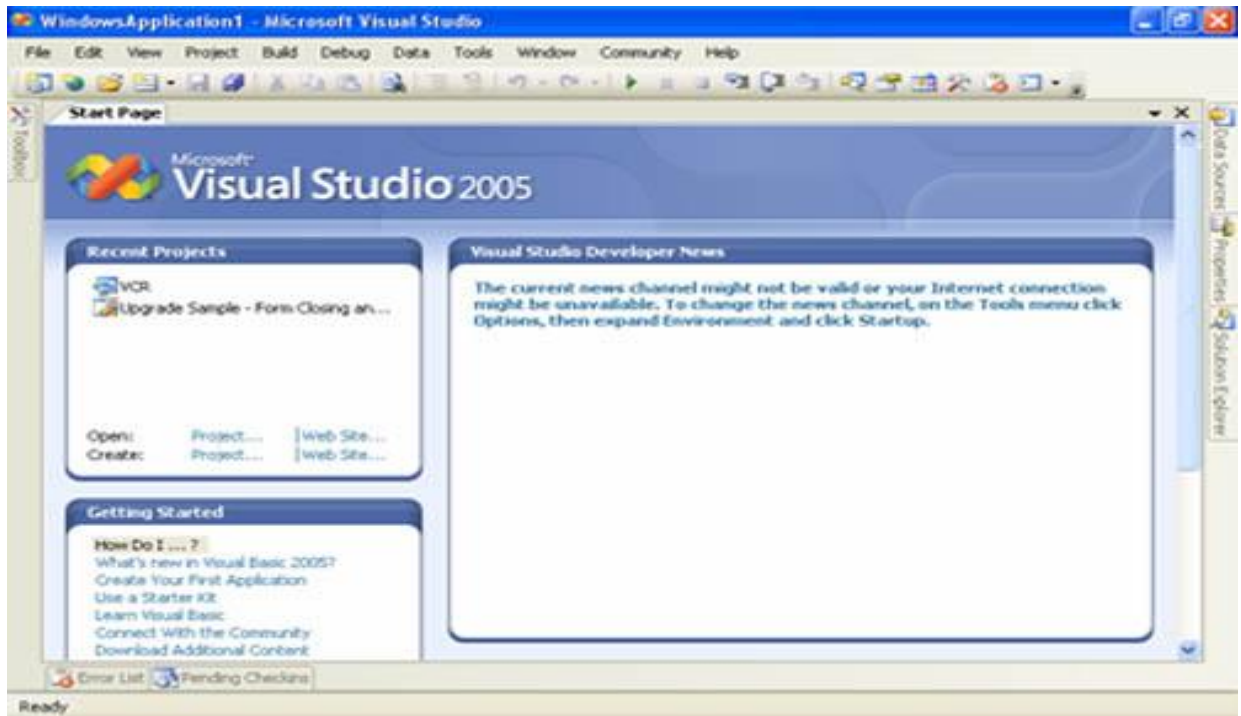 WindowsApplication1 - Microsoft Visual Studio
File Edit View Project Build Debug Data Tools Window Community Help
Toolbox
Start Page
Microsoft
Visual Studio 2005
Recent Projects
VCR
Upgrade Sample - Form Closing an...
Open: Project... Web Site...
Create: Project... Web Site...
Getting Started
How Do I ... ?
What's new in Visual Basic 2005?
Create Your First Application
Use a Starter Kit
Learn Visual Basic
Connect With the Community
Download Additional Content
Visual Studio Developer News
The current news channel might not be valid or your Internet connection
might be unavailable. To change the news channel, on the Tools menu click
Options, then expand Environment and click Startup.
Data Sources
Properties
Solution Explorer
Error List Pending Checkins
Ready